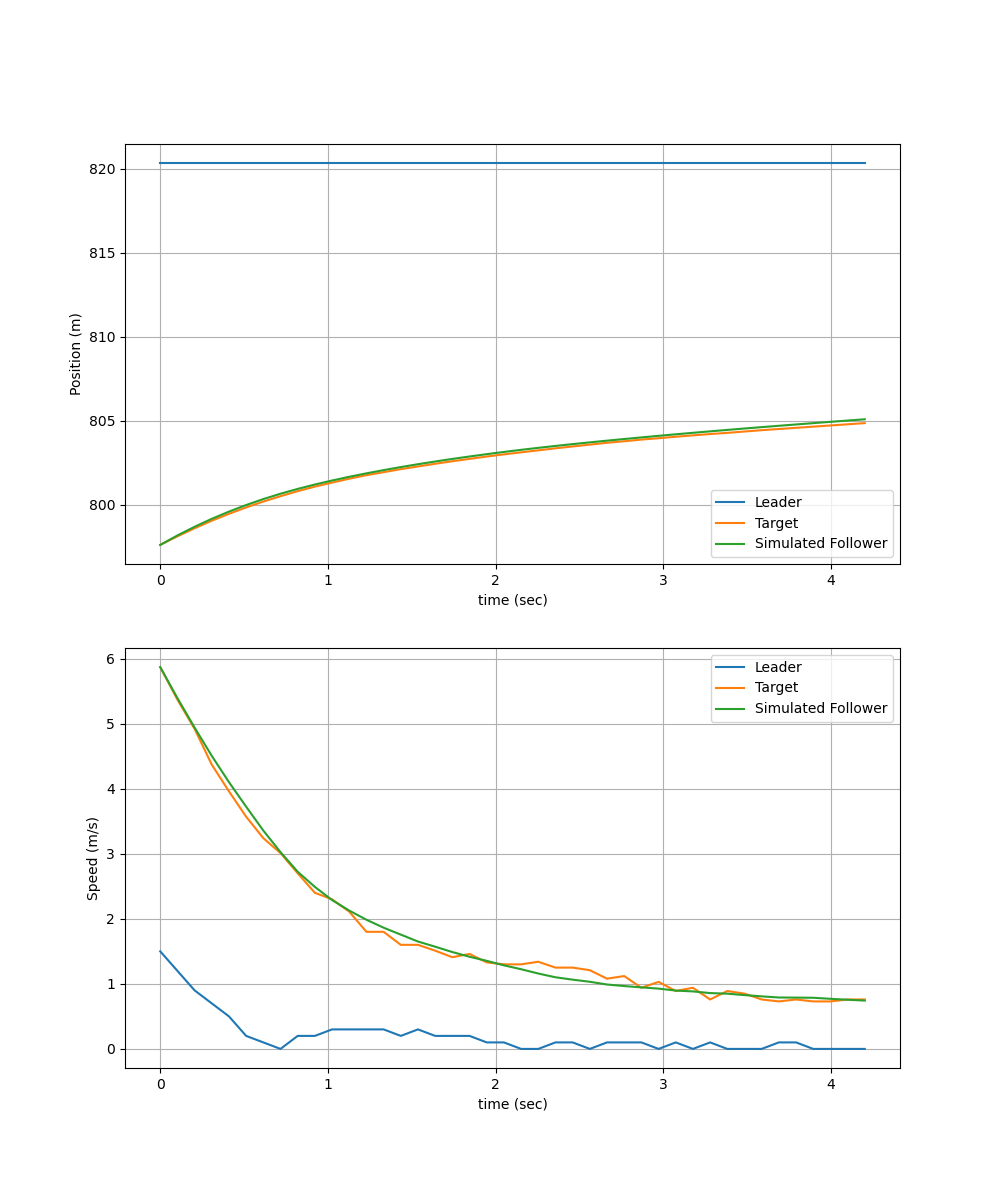 820
815
810
805
800
Position (m)
0 1 2 3 4
time (sec)
Leader
Target
Simulated Follower
6
5
4
3
2
1
0
Speed (m/s)
0 1 2 3 4
time (sec)
Leader
Target
Simulated Follower